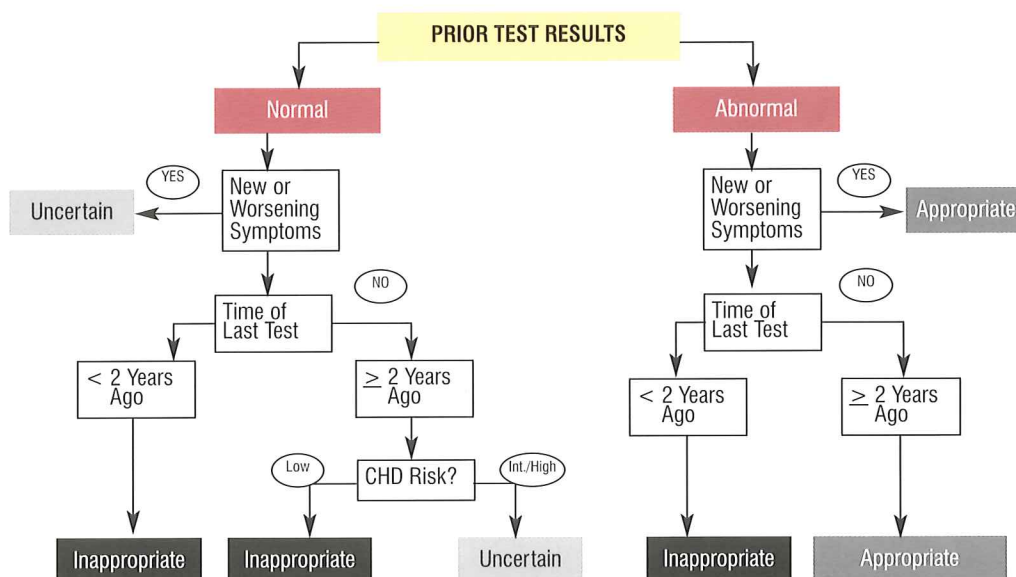 PRIOR TEST RESULTS
Normal
Abnormal
YES
New or
Worsening
Symptoms
Uncertain
YES
New or
Worsening
Symptoms
Appropriate
NO
Time of
Last Test
NO
Time of
Last Test
< 2 Years
Ago
≥ 2 Years
Ago
< 2 Years
Ago
≥ 2 Years
Ago
Low
CHD Risk?
Int./High
Inappropriate
Inappropriate
Uncertain
Inappropriate
Appropriate